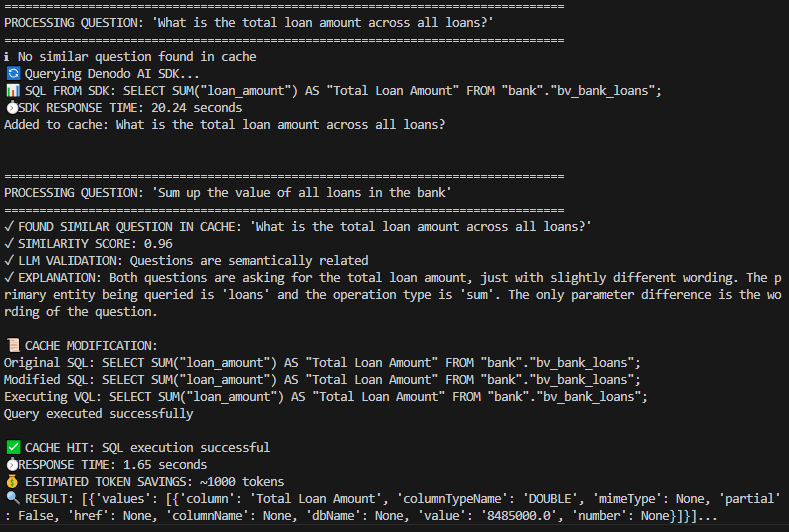 ================================================================
PROCESSING QUESTION: 'What is the total loan amount across all loans?'
================================================================
ℹ No similar question found in cache
🔄 Querying Denodo AI SDK...
📊 SQL FROM SDK: SELECT SUM("loan_amount") AS "Total Loan Amount" FROM "bank"."bv_bank_loans";
⏱SDK RESPONSE TIME: 20.24 seconds
Added to cache: What is the total loan amount across all loans?
================================================================
PROCESSING QUESTION: 'Sum up the value of all loans in the bank'
================================================================
✓ FOUND SIMILAR QUESTION IN CACHE: 'What is the total loan amount across all loans?'
✓ SIMILARITY SCORE: 0.96
✓ LLM VALIDATION: Questions are semantically related
✓ EXPLANATION: Both questions are asking for the total loan amount, just with slightly different wording. The p
rimary entity being queried is 'loans' and the operation type is 'sum'. The only parameter difference is the wo
rding of the question.
📜 CACHE MODIFICATION:
Original SQL: SELECT SUM("loan_amount") AS "Total Loan Amount" FROM "bank"."bv_bank_loans";
Modified SQL: SELECT SUM("loan_amount") AS "Total Loan Amount" FROM "bank"."bv_bank_loans";
Executing VQL: SELECT SUM("loan_amount") AS "Total Loan Amount" FROM "bank"."bv_bank_loans";
Query executed successfully
✅ CACHE HIT: SQL execution successful
⏱RESPONSE TIME: 1.65 seconds
💰 ESTIMATED TOKEN SAVINGS: ~1000 tokens
🔍 RESULT: [{'values': [{'column': 'Total Loan Amount', 'columnTypeName': 'DOUBLE', 'mimeType': None, 'partial'
: False, 'href': None, 'columnName': None, 'dbName': None, 'value': '8485000.0', 'number': None}]}]...